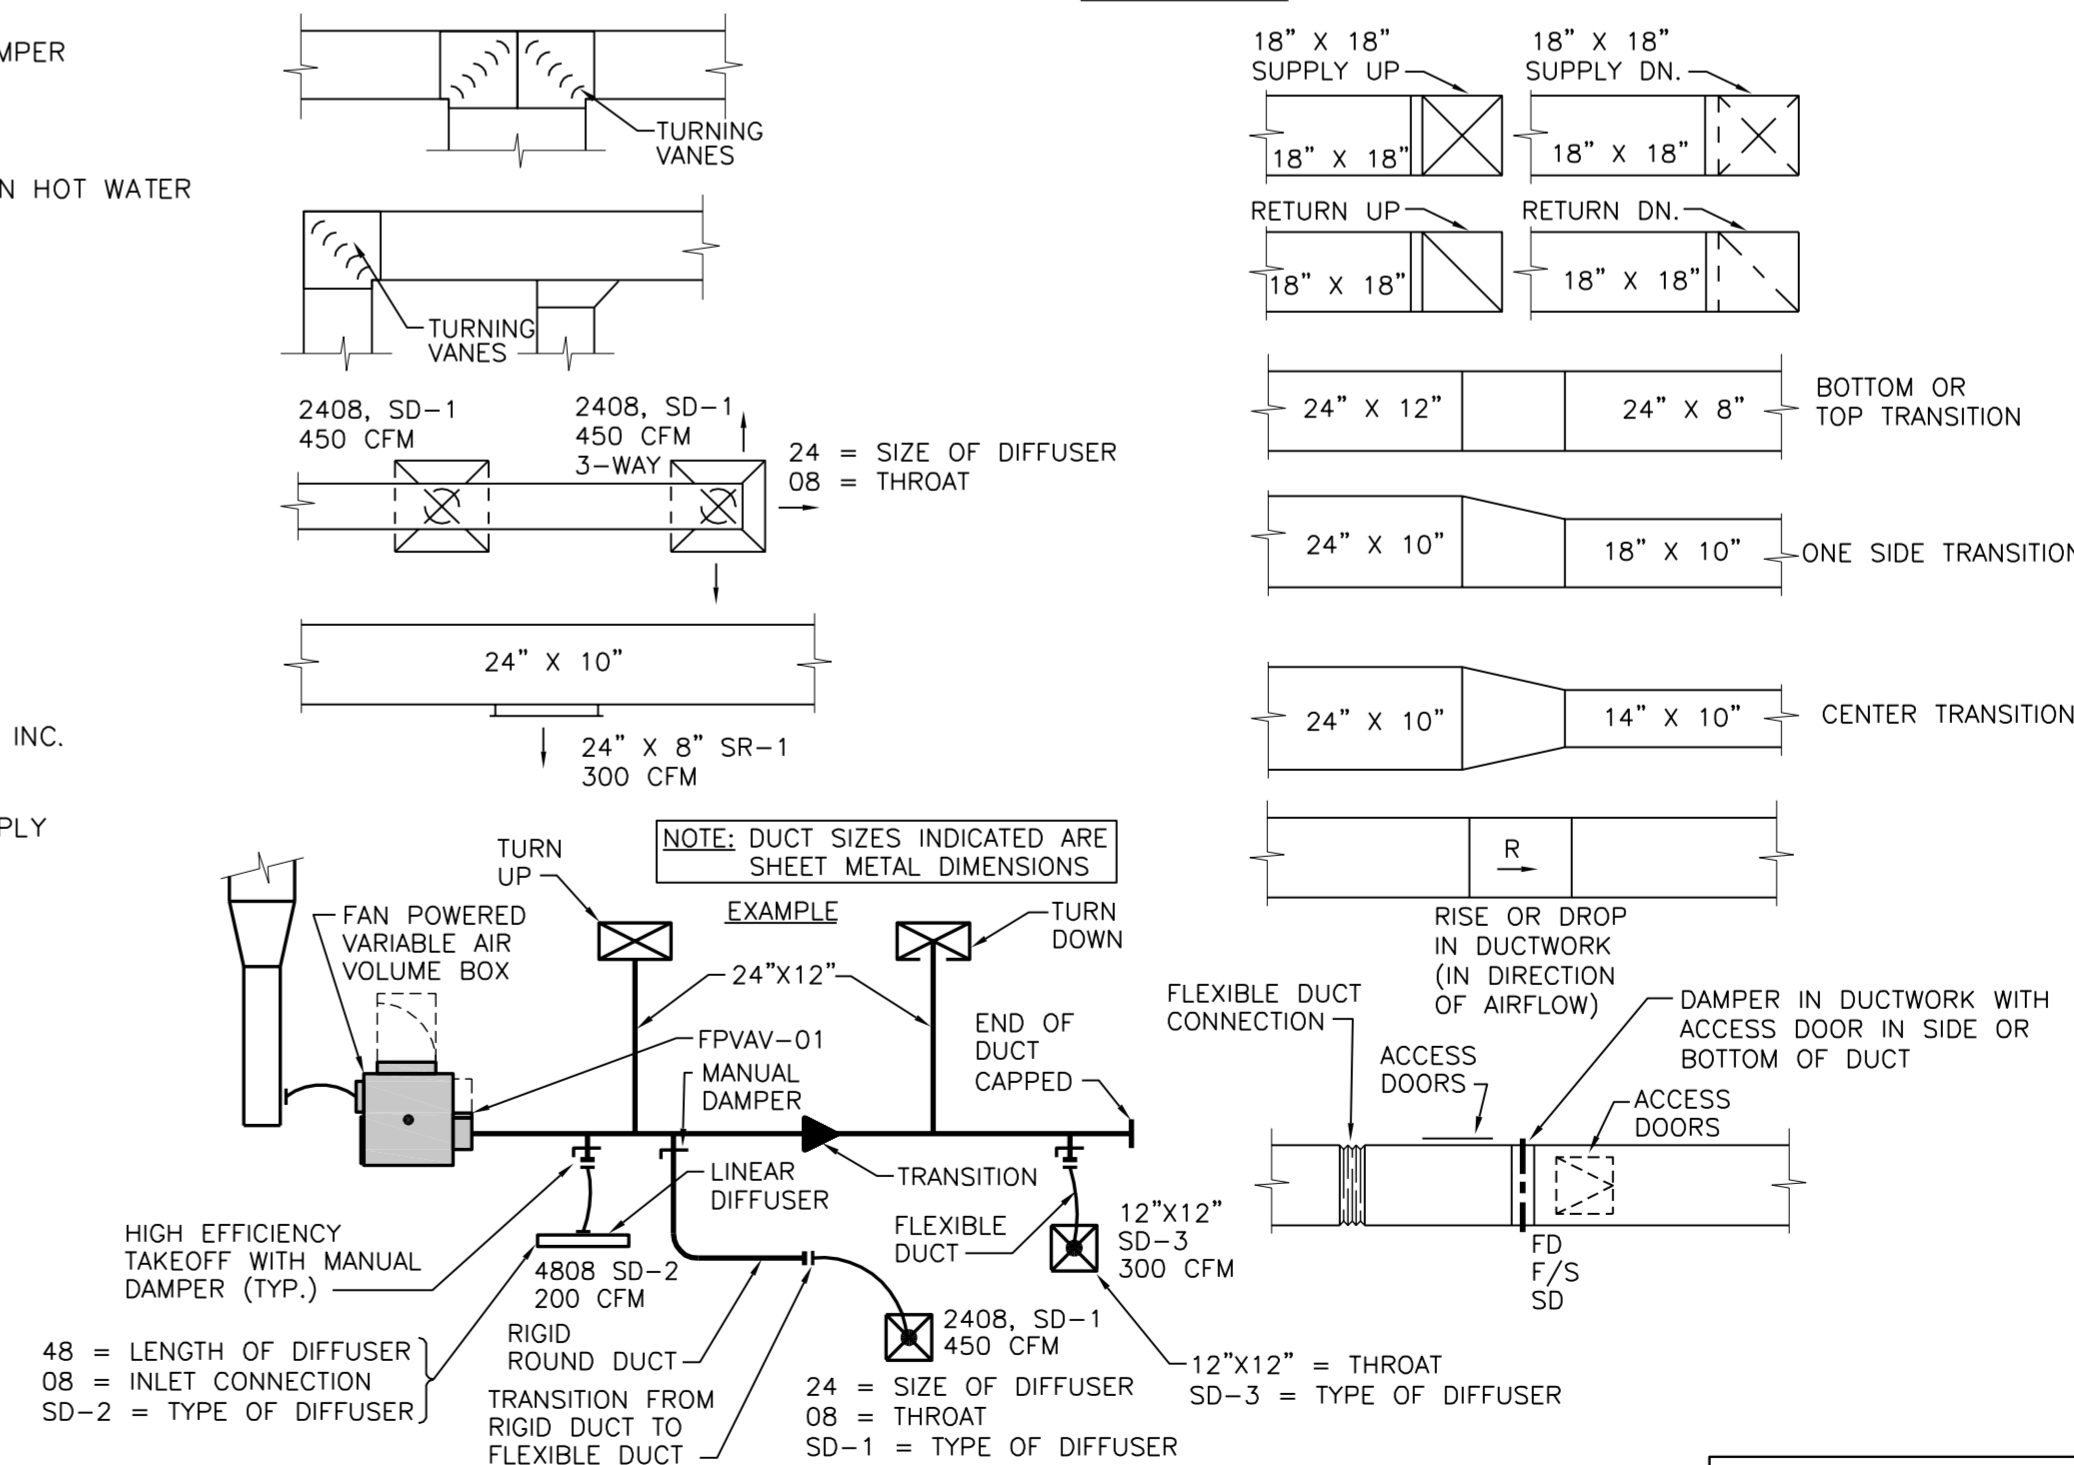 MPER
N HOT WATER
INC.
PLY
TURNING
VANES
TURNING
VANES
2408, SD-1
450 CFM
2408, SD-1
450 CFM
3-WAY
24 = SIZE OF DIFFUSER
08 = THROAT
24" X 10"
24" X 8" SR-1
300 CFM
NOTE: DUCT SIZES INDICATED ARE
SHEET METAL DIMENSIONS
EXAMPLE
TURN
UP
TURN
DOWN
FAN POWERED
VARIABLE AIR
VOLUME BOX
24"X12"
FPVAV-01
MANUAL
DAMPER
END OF
DUCT
CAPPED
LINEAR
DIFFUSER
TRANSITION
HIGH EFFICIENCY
TAKEOFF WITH MANUAL
DAMPER (TYP.)
4808 SD-2
200 CFM
FLEXIBLE
DUCT
12"X12"
SD-3
300 CFM
48 = LENGTH OF DIFFUSER
08 = INLET CONNECTION
SD-2 = TYPE OF DIFFUSER
RIGID
ROUND DUCT
TRANSITION FROM
RIGID DUCT TO
FLEXIBLE DUCT
2408, SD-1
450 CFM
24 = SIZE OF DIFFUSER
08 = THROAT
SD-1 = TYPE OF DIFFUSER
12"X12" = THROAT
SD-3 = TYPE OF DIFFUSER
18" X 18"
SUPPLY UP
18" X 18"
18" X 18"
SUPPLY DN.
18" X 18"
RETURN UP
18" X 18"
RETURN DN.
18" X 18"
24" X 12"
24" X 8"
BOTTOM OR
TOP TRANSITION
24" X 10"
18" X 10"
ONE SIDE TRANSITION
24" X 10"
14" X 10"
CENTER TRANSITION
R
RISE OR DROP
IN DUCTWORK
(IN DIRECTION
OF AIRFLOW)
FLEXIBLE DUCT
CONNECTION
ACCESS
DOORS
DAMPER IN DUCTWORK WITH
ACCESS DOOR IN SIDE OR
BOTTOM OF DUCT
ACCESS
DOORS
FD
F/S
SD